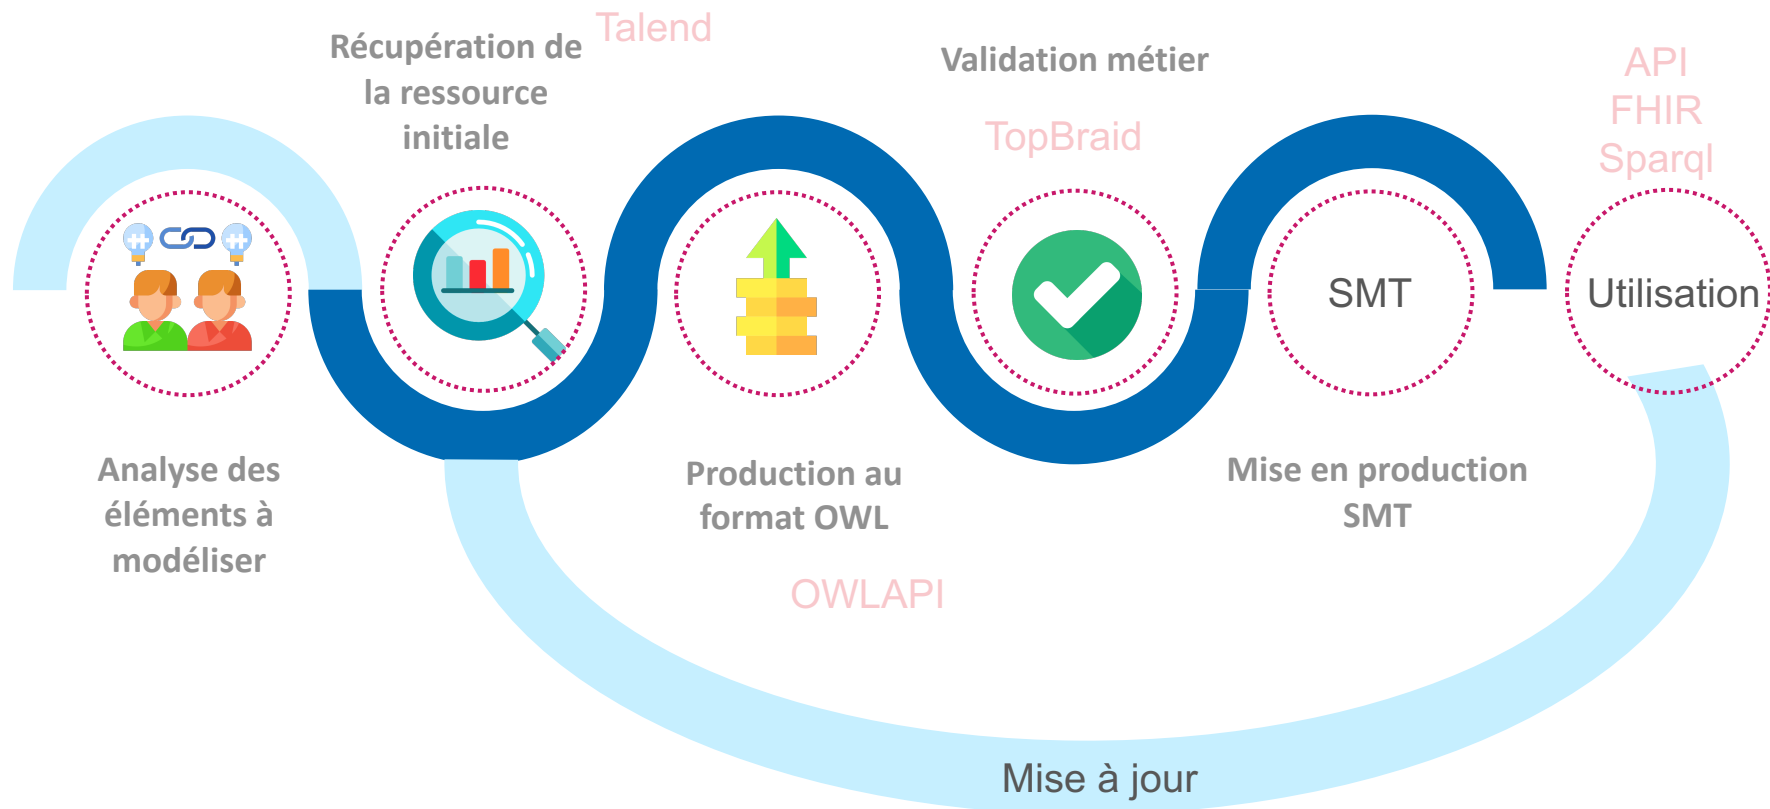 Récupération de
la ressource
initiale
Talend
Validation métier
TopBraid
API
FHIR
Sparql
SMT
Utilisation
Analyse des
éléments à
modéliser
Production au
format OWL
OWLAPI
Mise en production
SMT
Mise à jour